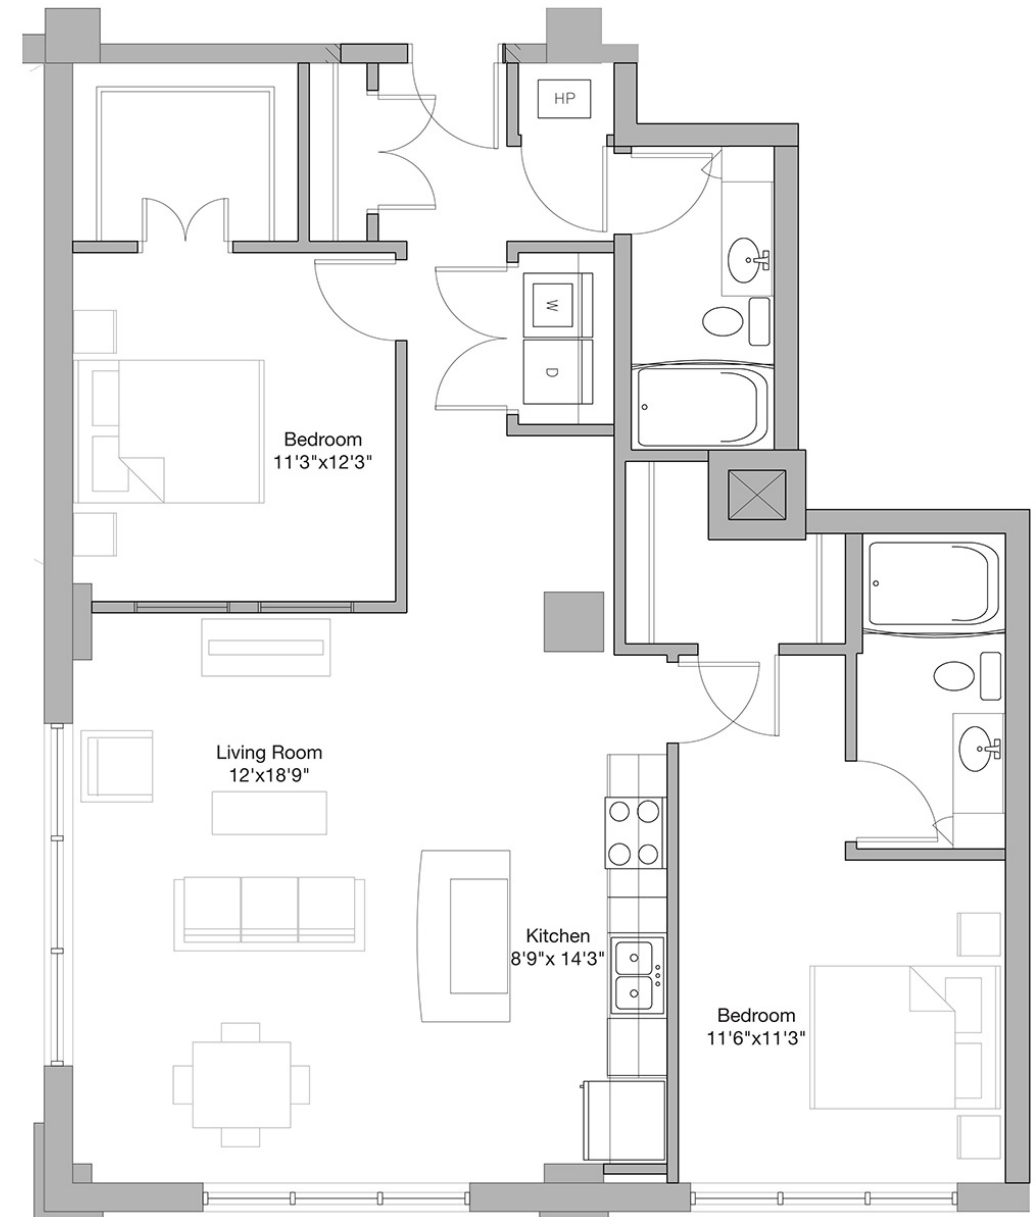 HP
W
D
Bedroom
11'3"x12'3"
Living Room
12'x18'9"
Kitchen
8'9"x 14'3"
Bedroom
11'6"x11'3"